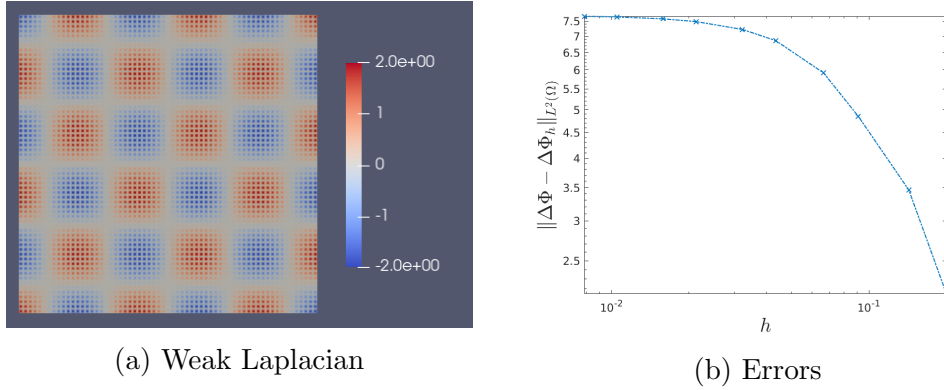 2.0e+00
1
0
-1
-2.0e+00
(a) Weak Laplacian
7.5
7
6.5
6
5.5
5
4.5
4
3.5
3
2.5
||ΔΦ − ΔΦ_h||_{L²(Ω)}
10⁻²
10⁻¹
h
(b) Errors